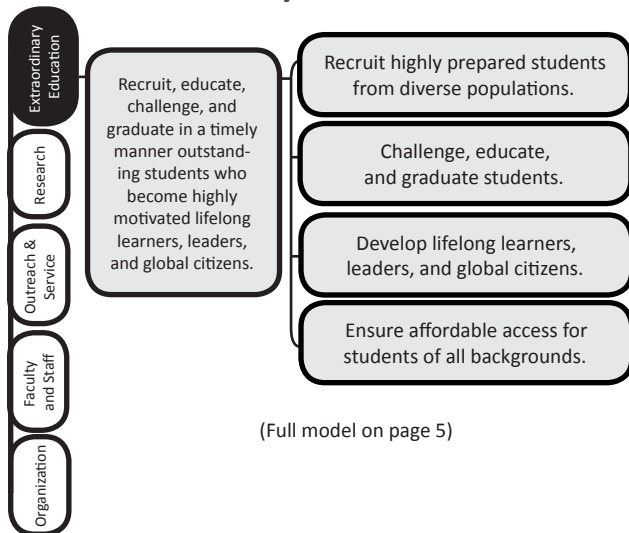 Extraordinary
Education
Research
Outreach &
Service
Faculty
and Staff
Organization
Recruit, educate,
challenge, and
graduate in a timely
manner outstand-
ing students who
become highly
motivated lifelong
learners, leaders,
and global citizens.
Recruit highly prepared students
from diverse populations.
Challenge, educate,
and graduate students.
Develop lifelong learners,
leaders, and global citizens.
Ensure affordable access for
students of all backgrounds.
(Full model on page 5)